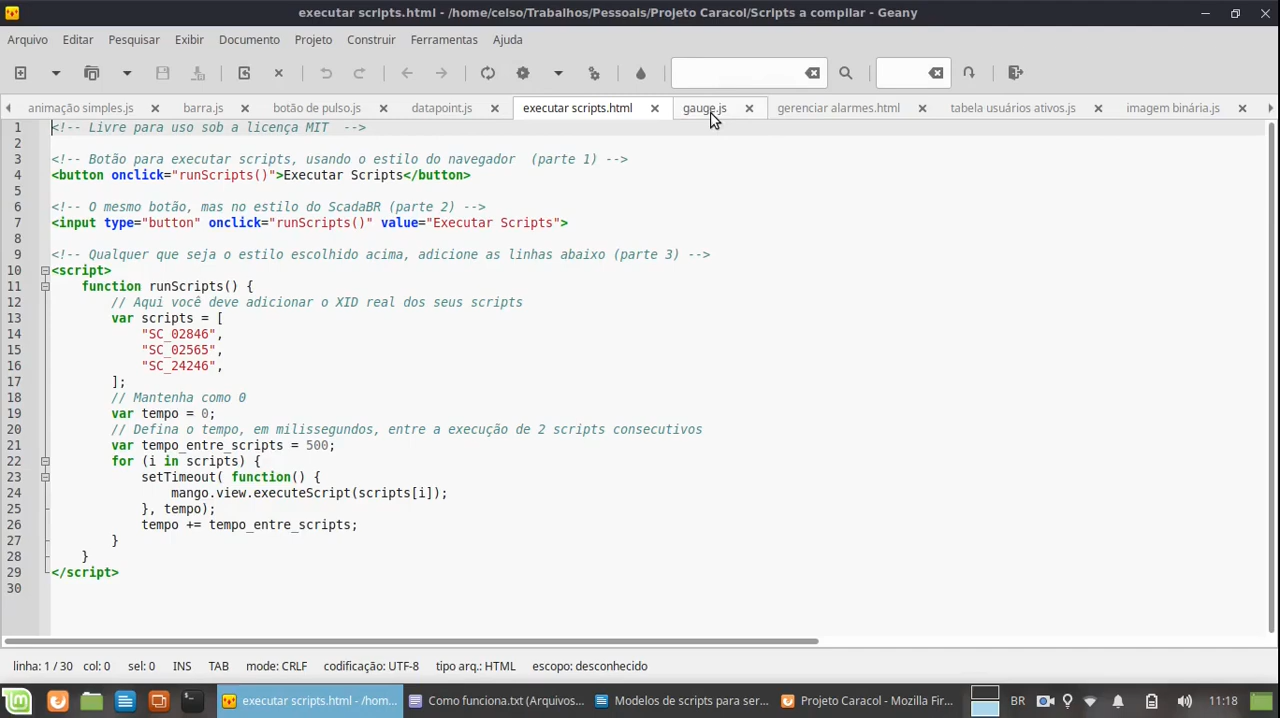 executar scripts.html - /home/celso/Trabalhos/Pessoais/Projeto Caracol/Scripts a compilar - Geany
Arquivo Editar Pesquisar Exibir Documento Projeto Construir Ferramentas Ajuda
animação simples.js barra.js botão de pulso.js datapoint.js executar scripts.html gauge.js gerenciar alarmes.html tabela usuários ativos.js imagem binária.js
1 <!-- Livre para uso sob a licença MIT  -->
2
3 <!-- Botão para executar scripts, usando o estilo do navegador  (parte 1) -->
4 <button onclick="runScripts()">Executar Scripts</button>
5
6 <!-- O mesmo botão, mas no estilo do ScadaBR (parte 2) -->
7 <input type="button" onclick="runScripts()" value="Executar Scripts">
8
9 <!-- Qualquer que seja o estilo escolhido acima, adicione as linhas abaixo (parte 3) -->
10 <script>
11 function runScripts() {
12 // Aqui você deve adicionar o XID real dos seus scripts
13 var scripts = [
14 "SC_02846",
15 "SC_02565",
16 "SC_24246",
17 ];
18 // Mantenha como 0
19 var tempo = 0;
20 // Defina o tempo, em milissegundos, entre a execução de 2 scripts consecutivos
21 var tempo_entre_scripts = 500;
22 for (i in scripts) {
23 setTimeout( function() {
24 mango.view.executeScript(scripts[i]);
25 }, tempo);
26 tempo += tempo_entre_scripts;
27 }
28 }
29 </script>
30
linha: 1 / 30 col: 0 sel: 0 INS TAB mode: CRLF codificação: UTF-8 tipo arq.: HTML escopo: desconhecido
executar scripts.html - /hom... Como funciona.txt (Arquivos... Modelos de scripts para ser... Projeto Caracol - Mozilla Fir... BR 11:18